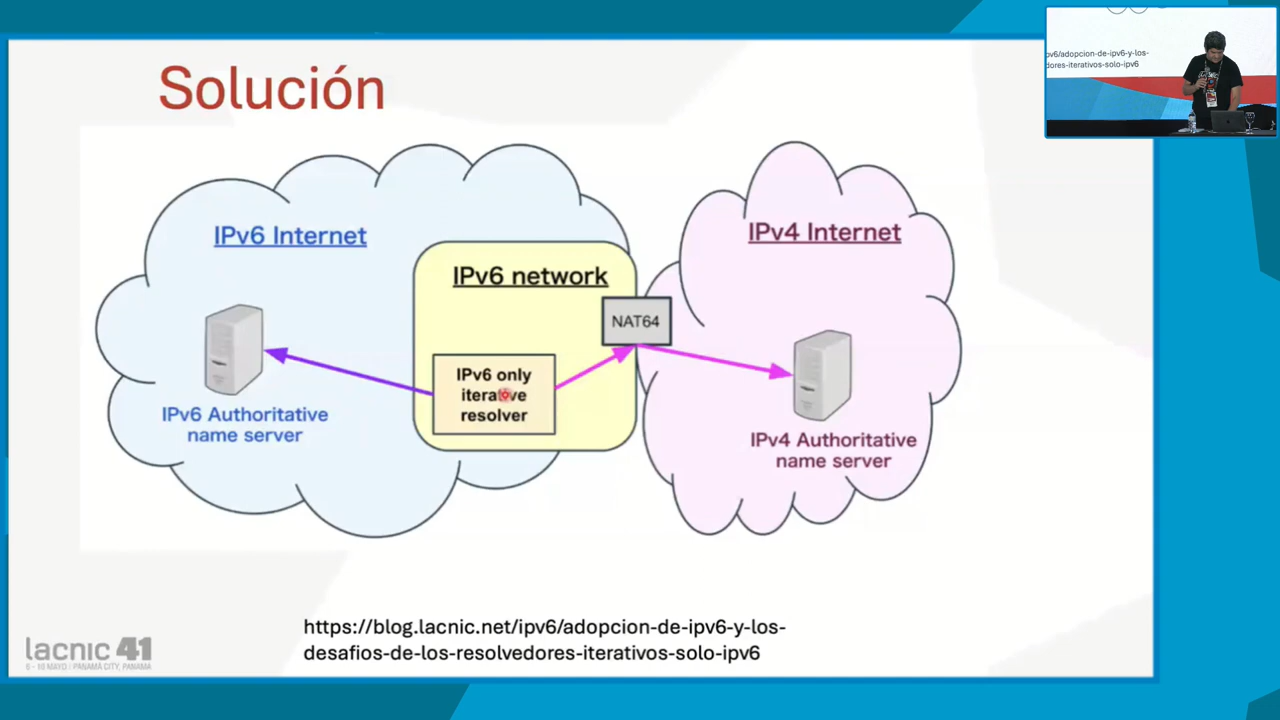 Solución
IPv6 Internet
IPv4 Internet
IPv6 network
NAT64
IPv6 only
iterative
resolver
IPv6 Authoritative
name server
IPv4 Authoritative
name server
https://blog.lacnic.net/ipv6/adopcion-de-ipv6-y-los-
desafios-de-los-resolvedores-iterativos-solo-ipv6
lacnic 41
6 - 10 MAYO / PANAMÁ CITY, PANAMA
pv6/adopcion-de-ipv6-y-los-
dores-iterativos-solo-ipv6